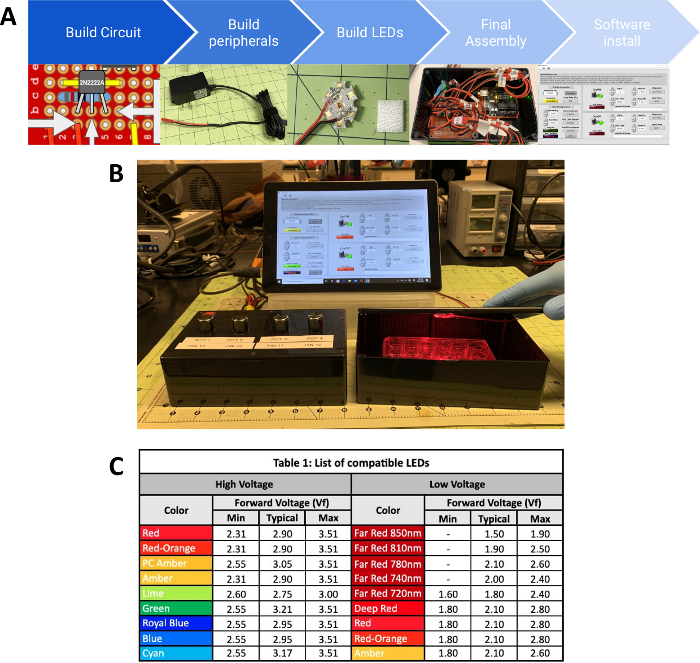 A
Build Circuit
Build
peripherals
Build LEDs
Final
Assembly
Software
install
e
d
c
b
a
2N2222A
1
2
5
8
B
C
Table 1: List of compatible LEDs
High Voltage Low Voltage
Color Forward Voltage (Vf) Color Forward Voltage (Vf)
Min Typical Max Min Typical Max
Red 2.31 2.90 3.51 Far Red 850nm - 1.50 1.90
Red-Orange 2.31 2.90 3.51 Far Red 810nm - 1.90 2.50
PC Amber 2.55 3.05 3.51 Far Red 780nm - 2.10 2.60
Amber 2.31 2.90 3.51 Far Red 740nm - 2.00 2.40
Lime 2.60 2.75 3.00 Far Red 720nm 1.60 1.80 2.40
Green 2.55 3.21 3.51 Deep Red 1.80 2.10 2.80
Royal Blue 2.55 2.95 3.51 Red 1.80 2.10 2.80
Blue 2.55 2.95 3.51 Red-Orange 1.80 2.10 2.80
Cyan 2.55 3.17 3.51 Amber 1.80 2.10 2.60